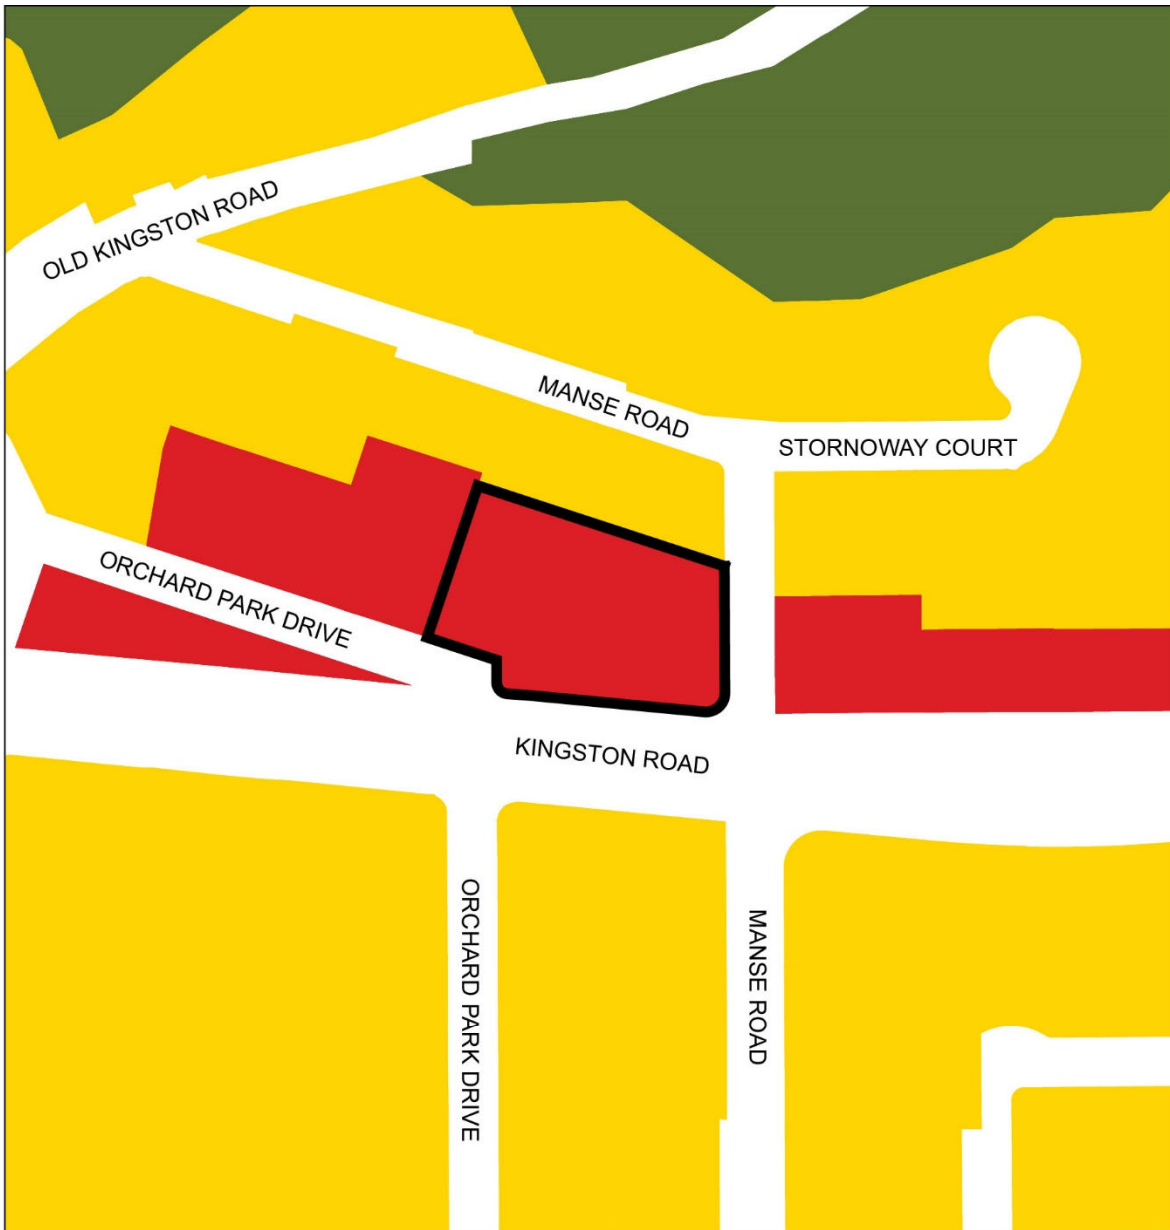 OLD KINGSTON ROAD
MANSE ROAD
STORNOWAY COURT
ORCHARD PARK DRIVE
KINGSTON ROAD
ORCHARD PARK DRIVE
MANSE ROAD